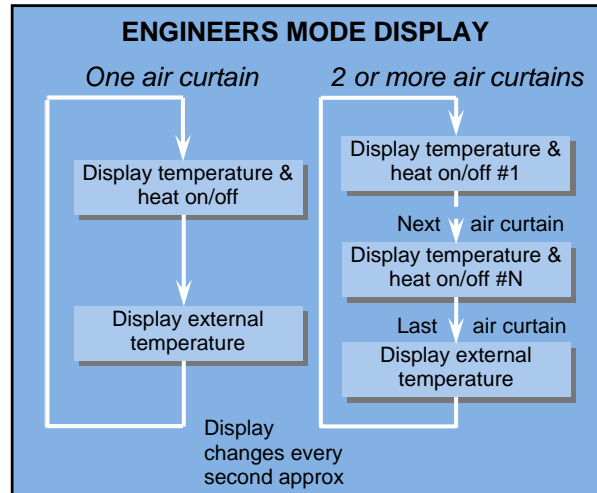 ENGINEERS MODE DISPLAY
One air curtain
Display temperature &
heat on/off
Display external
temperature
2 or more air curtains
Display temperature &
heat on/off #1
Next air curtain
Display temperature &
heat on/off #N
Last air curtain
Display external
temperature
Display
changes every
second approx